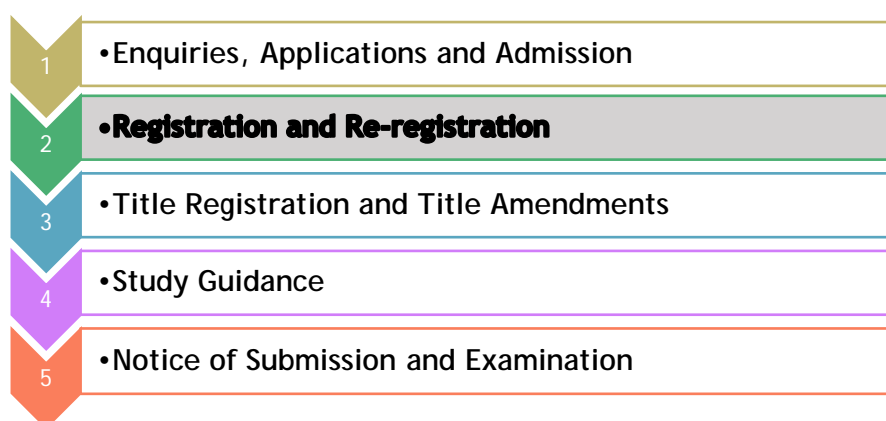 1
•Enquiries, Applications and Admission
2
•Registration and Re-registration
3
•Title Registration and Title Amendments
4
•Study Guidance
5
•Notice of Submission and Examination